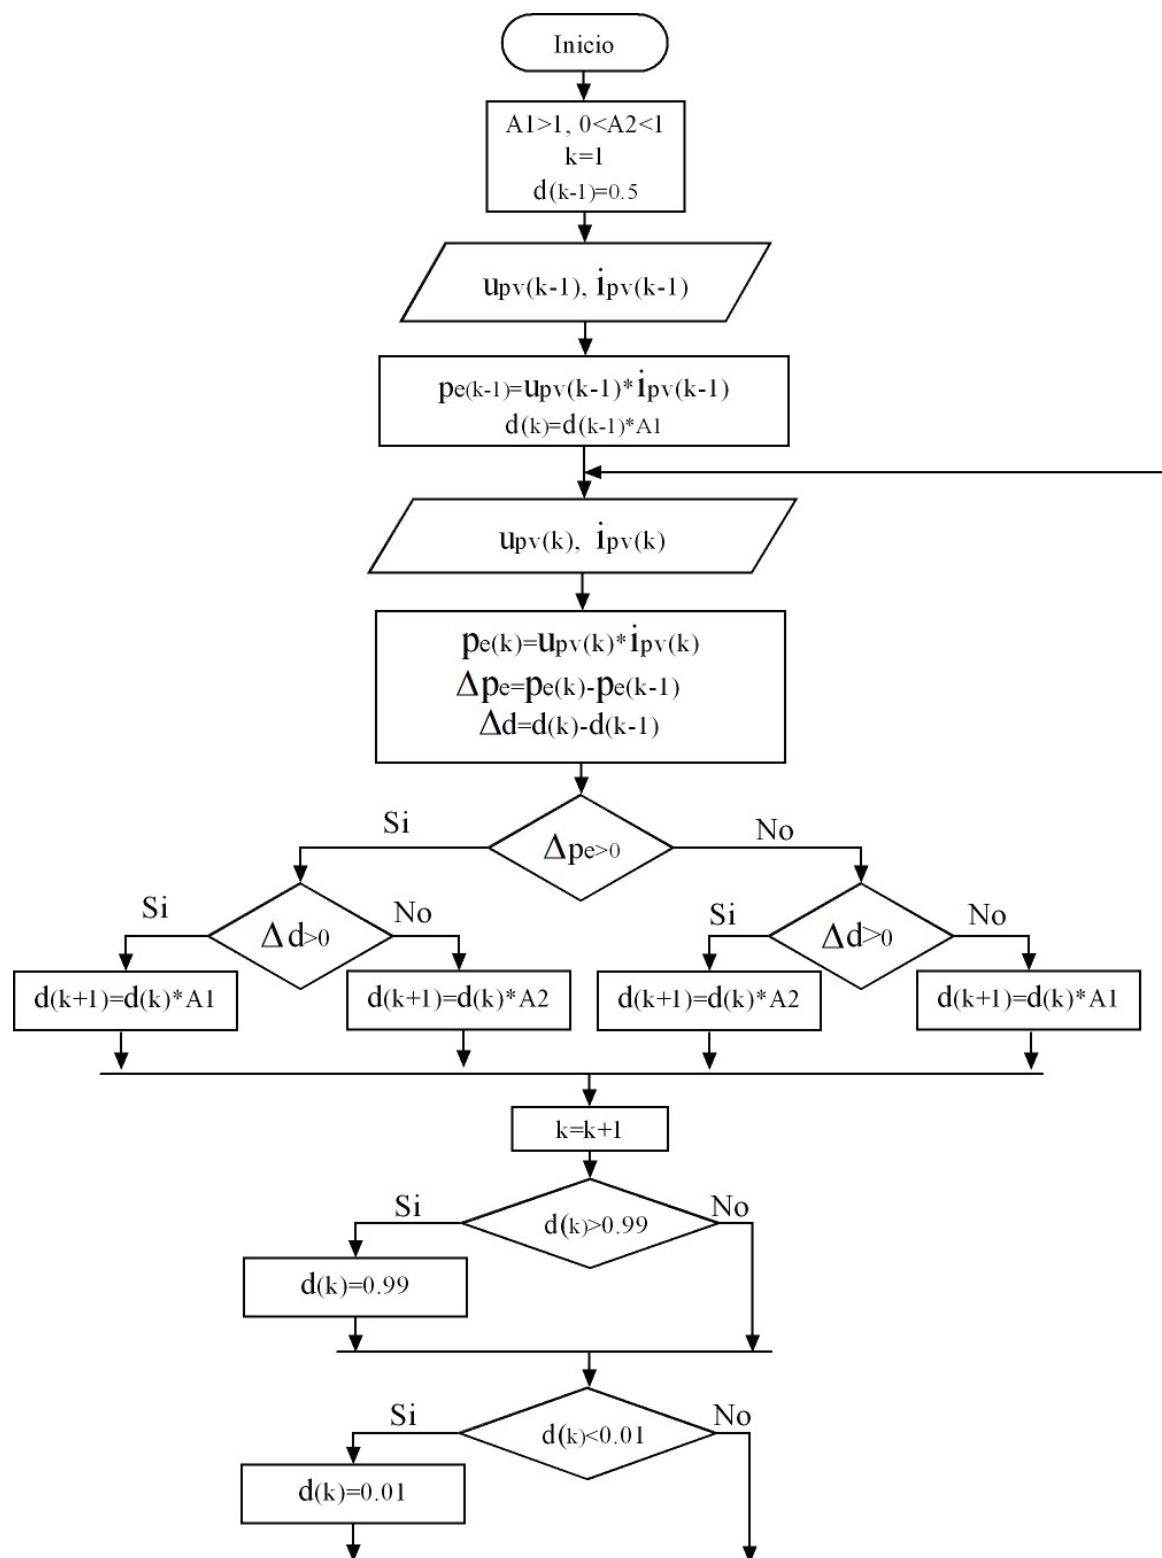 Inicio
A1>1, 0<A2<1
k=1
d(k-1)=0.5
upv(k-1), ipv(k-1)
pe(k-1)=upv(k-1)*ipv(k-1)
d(k)=d(k-1)*A1
upv(k), ipv(k)
pe(k)=upv(k)*ipv(k)
Δpe=pe(k)-pe(k-1)
Δd=d(k)-d(k-1)
Si
No
Δpe>0
Si
No
Si
No
Δd>0
Δd>0
d(k+1)=d(k)*A1
d(k+1)=d(k)*A2
d(k+1)=d(k)*A2
d(k+1)=d(k)*A1
k=k+1
Si
No
d(k)>0.99
d(k)=0.99
Si
No
d(k)<0.01
d(k)=0.01